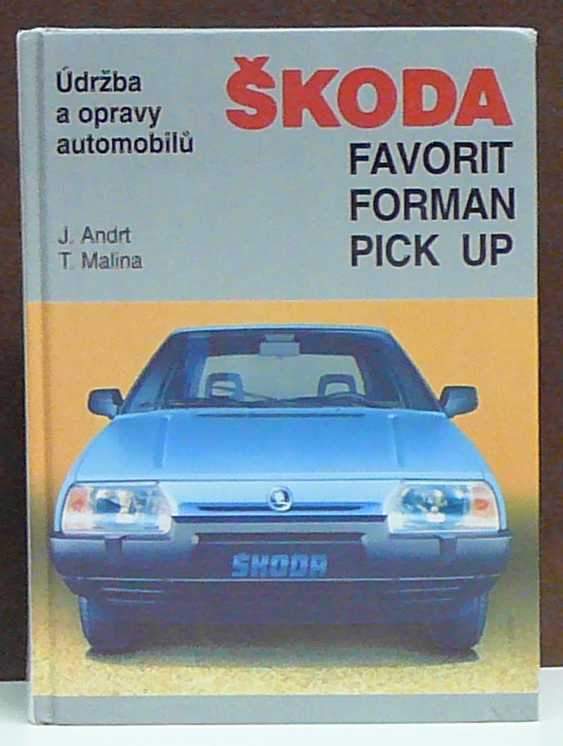 Údržba
a opravy
automobilů
J. Andrt
T. Malina
ŠKODA
FAVORIT
FORMAN
PICK UP
ŠKODA